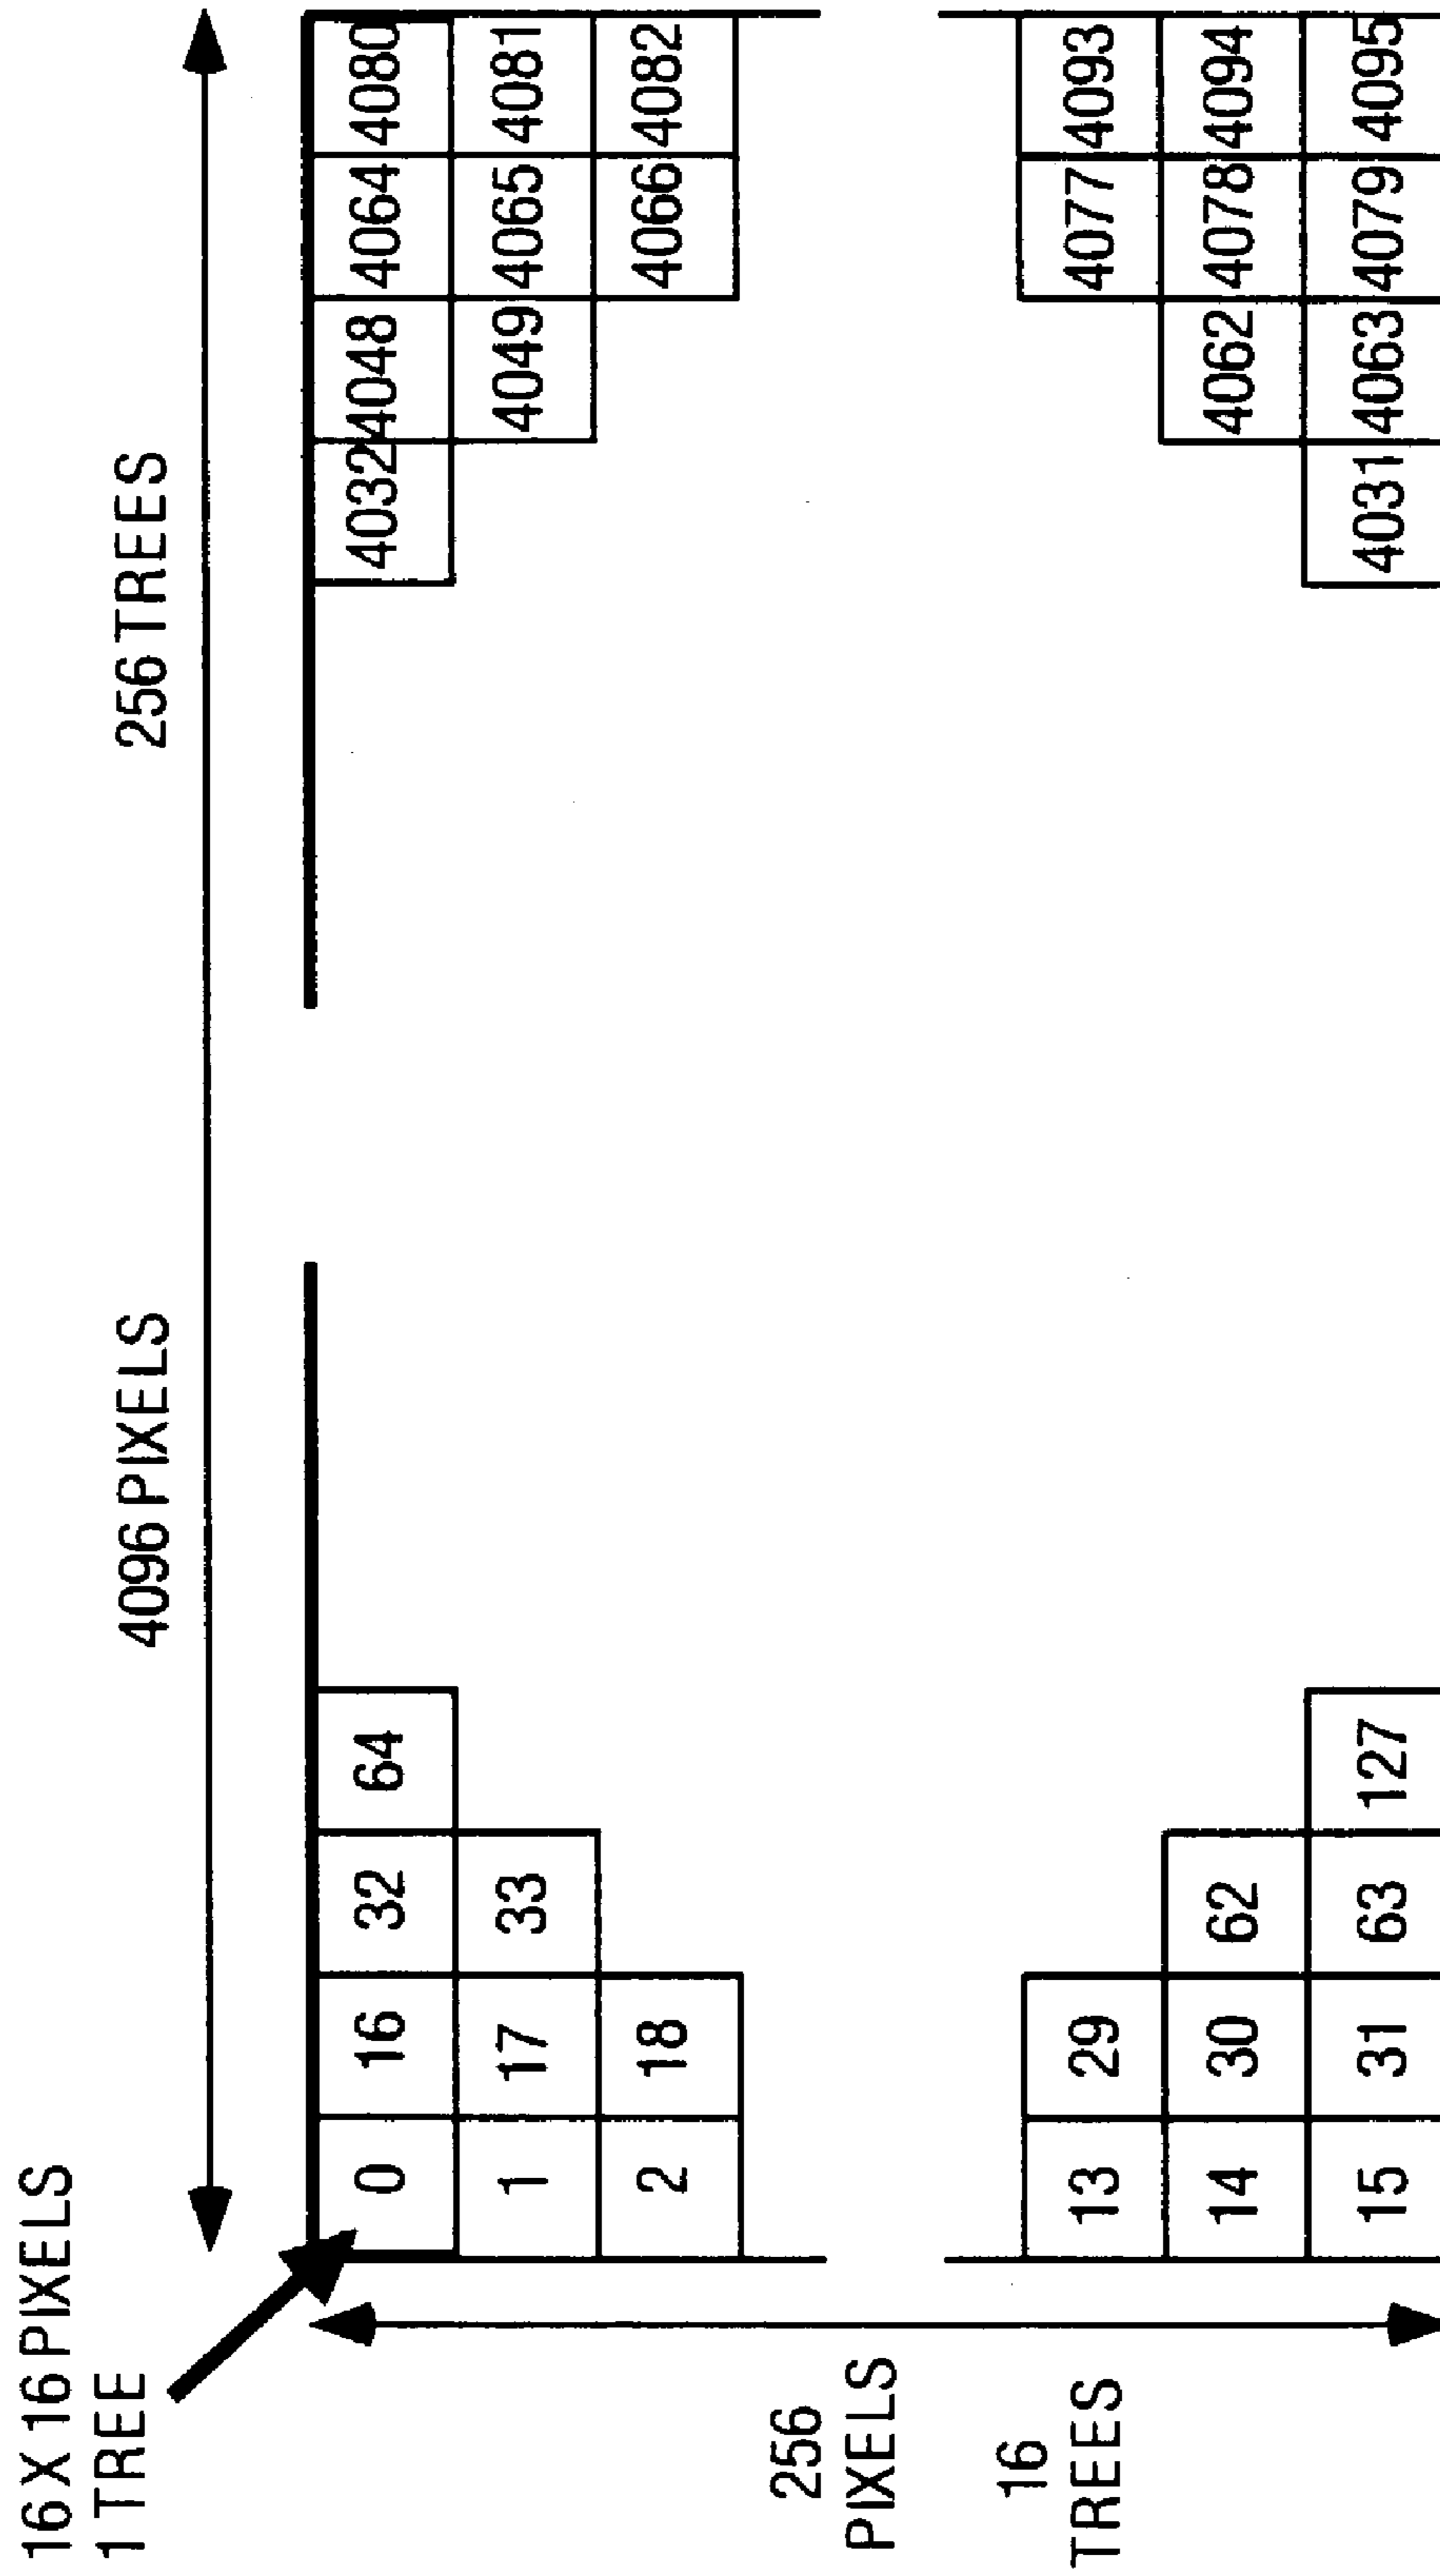 16 X 16 PIXELS
1 TREE
4096 PIXELS 256 TREES
0 16 32 64 4032 4048 4064 4080
1 17 33 4049 4065 4081
2 18 4066 4082
256
PIXELS
16
TREES
13 29 4077 4093
14 30 62 4062 4078 4094
15 31 63 127 4031 4063 4079 4095